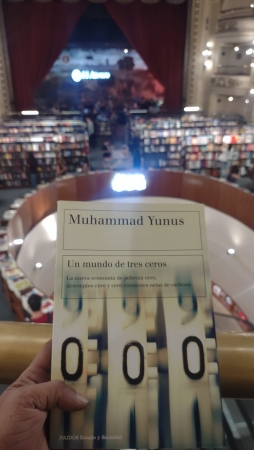 El Ateneo
Muhammad Yunus
Un mundo de tres ceros
La nueva economía de pobreza cero,
desempleo cero y cero emisiones netas de carbono
000
PAIDÓS Estado y Sociedad